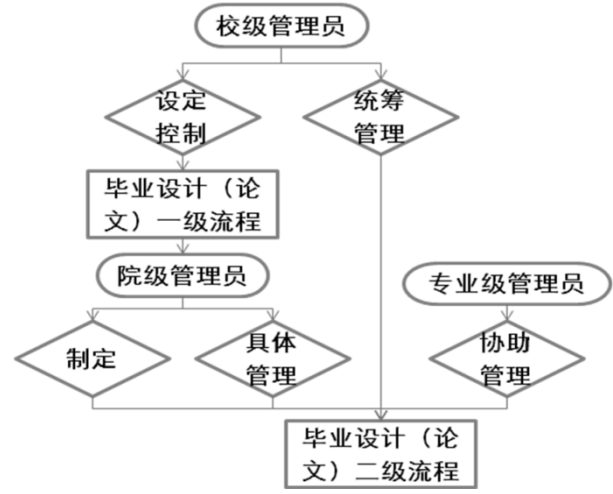 校级管理员
设定
控制
统筹
管理
毕业设计（论
文）一级流程
院级管理员
专业级管理员
制定
具体
管理
协助
管理
毕业设计（论
文）二级流程